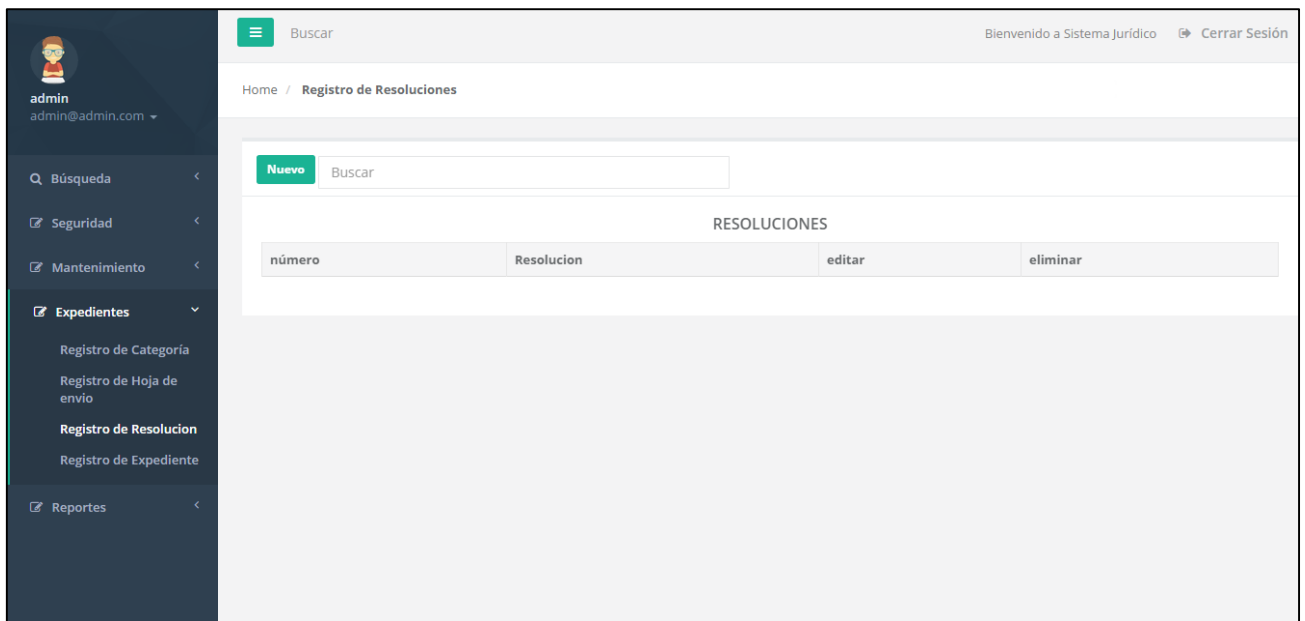 admin
admin@admin.com
Búsqueda
Seguridad
Mantenimiento
Expedientes
Registro de Categoría
Registro de Hoja de
envio
Registro de Resolucion
Registro de Expediente
Reportes
Buscar
Bienvenido a Sistema Jurídico
Cerrar Sesión
Home / Registro de Resoluciones
Nuevo
Buscar
RESOLUCIONES
número Resolucion editar eliminar